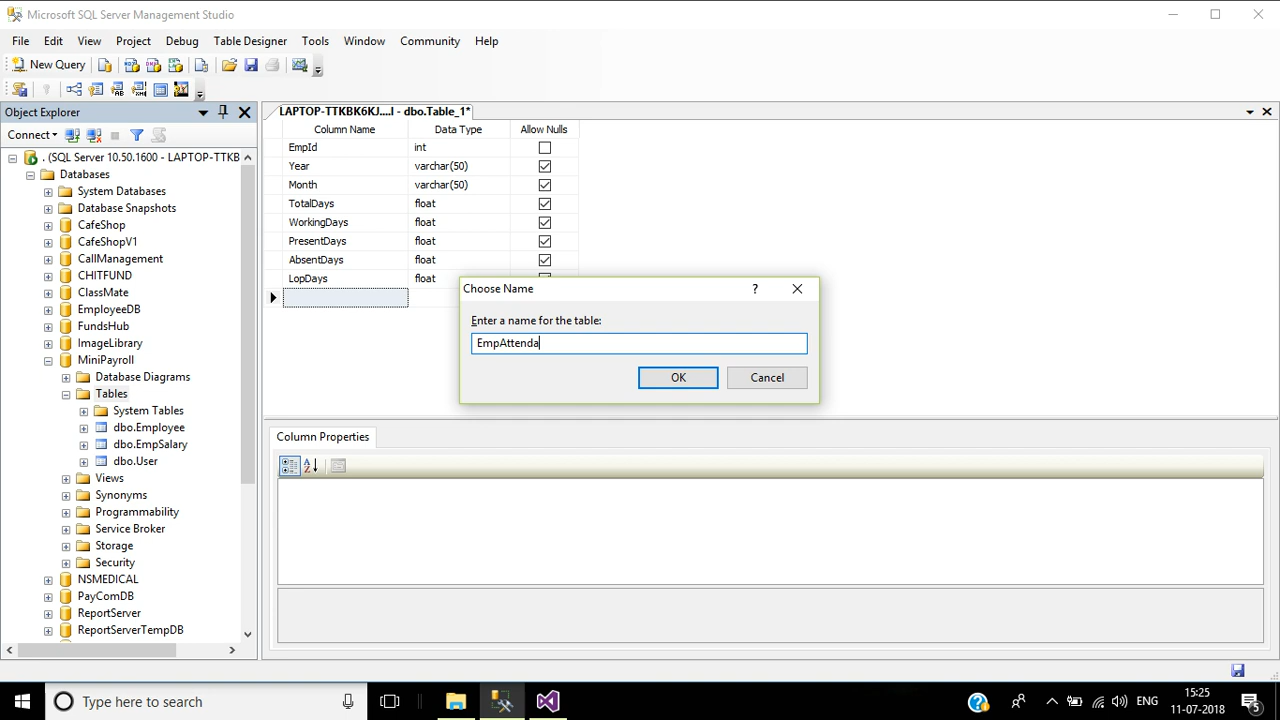 Microsoft SQL Server Management Studio
File Edit View Project Debug Table Designer Tools Window Community Help
New Query
Object Explorer
LAPTOP-TTKBK6KJ....l - dbo.Table_1*
Connect
. (SQL Server 10.50.1600 - LAPTOP-TTKB
Databases
System Databases
Database Snapshots
CafeShop
CafeShopV1
CallManagement
CHITFUND
ClassMate
EmployeeDB
FundsHub
ImageLibrary
MiniPayroll
Database Diagrams
Tables
System Tables
dbo.Employee
dbo.EmpSalary
dbo.User
Views
Synonyms
Programmability
Service Broker
Storage
Security
NSMEDICAL
PayComDB
ReportServer
ReportServerTempDB
Column Name Data Type Allow Nulls
EmpId int
Year varchar(50)
Month varchar(50)
TotalDays float
WorkingDays float
PresentDays float
AbsentDays float
LopDays float
Choose Name
Enter a name for the table:
EmpAttenda
OK Cancel
Column Properties
Type here to search
ENG
15:25
11-07-2018
5